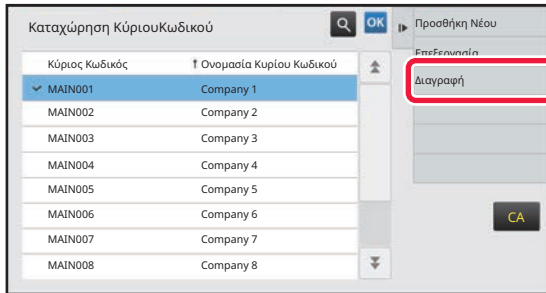 Καταχώρηση ΚύριουΚωδικού
OK
Προσθήκη Νέου
Επεξεργασία
Διαγραφή
Κύριος Κωδικός
Ονομασία Κυρίου Κωδικού
MAIN001 Company 1
MAIN002 Company 2
MAIN003 Company 3
MAIN004 Company 4
MAIN005 Company 5
MAIN006 Company 6
MAIN007 Company 7
MAIN008 Company 8
CA